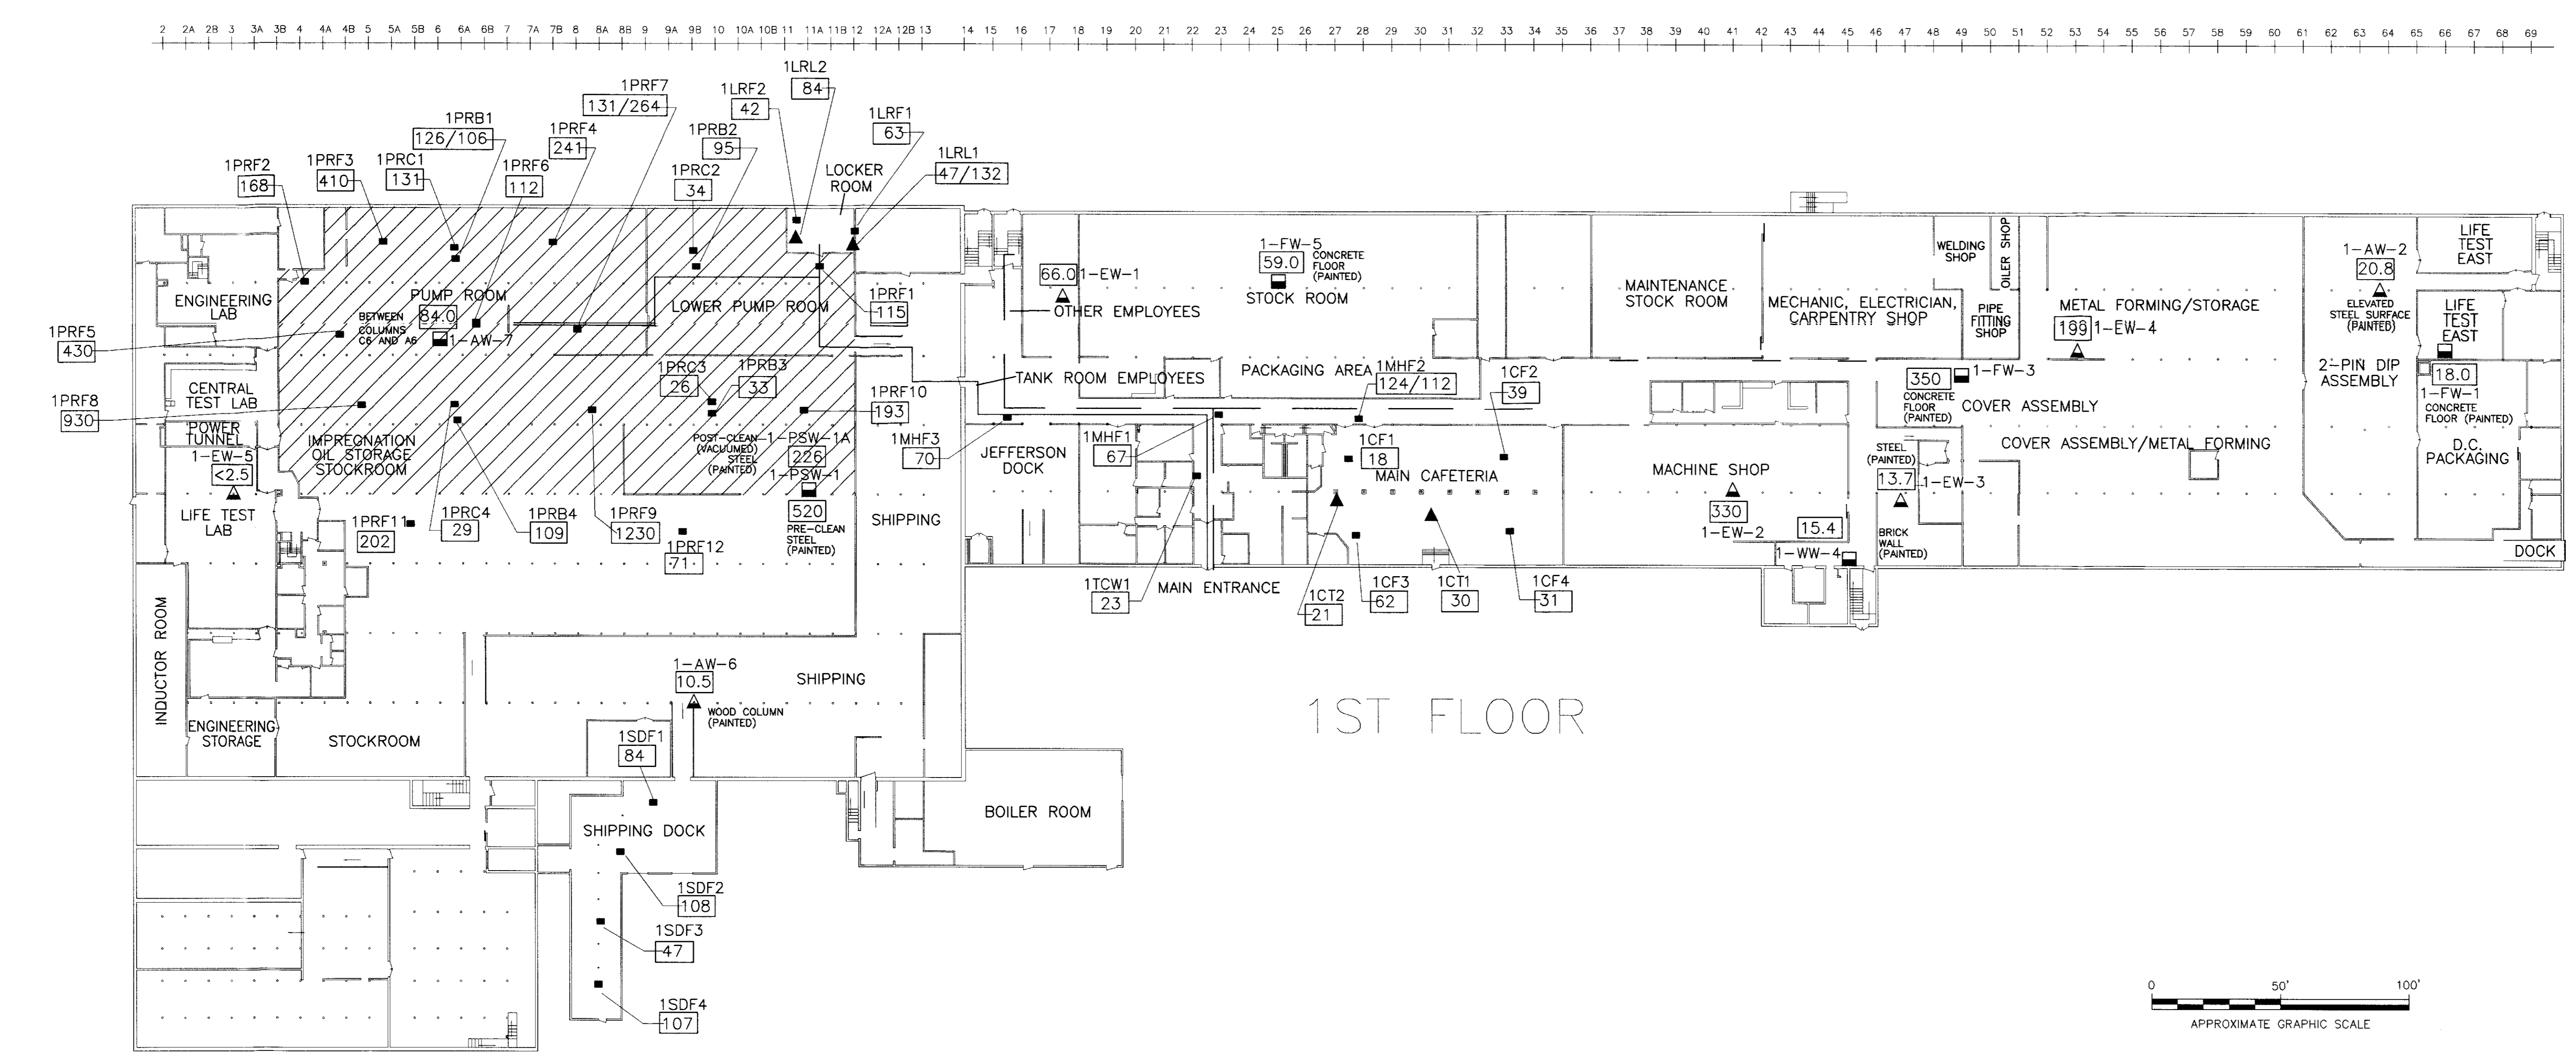 2 2A 2B 3 3A 3B 4 4A 4B 5 5B 6 6A 6B 7 7A 7B 8 8A 8B 9 9A 9B 10 10A 10B 11 11A 11B 12 12A 12B 13 14 15 16 17 18 19 20 21 22 23 24 25 26 27 28 29 30 31 32 33 34 35 36 37 38 39 40 41 42 43 44 45 46 47 48 49 50 51 52 53 54 55 56 57 58 59 60 61 62 63 64 65 66 67 68 69
1LRL2
84
1PRF7
131/264
1LRF2
42
1LRF1
63
1PRB1
126/106
1PRF4
241
1PRB2
95
1LRL1
47/132
1PRF2
168
1PRF3
410
1PRC1
131
1PRF6
112
1PRC2
34
LOCKER
ROOM
ENGINEERING
LAB
PUMP ROOM
84.0
1-AW-7
BETWEEN
COLUMNS
C6 AND A6
LOWER PUMP ROOM
1PRF1
115
66.0
1-EW-1
OTHER EMPLOYEES
1-FW-5
59.0
CONCRETE
FLOOR
(PAINTED)
STOCK ROOM
MAINTENANCE
STOCK ROOM
MECHANIC, ELECTRICIAN,
CARPENTRY SHOP
WELDING
SHOP
OILER SHOP
PIPE
FITTING
SHOP
METAL FORMING/STORAGE
199
1-EW-4
1-AW-2
20.8
ELEVATED
STEEL SURFACE
(PAINTED)
LIFE
TEST
EAST
LIFE
TEST
EAST
1PRF5
430
1PRF8
930
CENTRAL
TEST LAB
POWER
TUNNEL
1-EW-5
<2.5
LIFE TEST
LAB
IMPREGNATION
OIL STORAGE
STOCKROOM
1PRC3
26
1PRB3
33
1PRF10
193
TANK ROOM EMPLOYEES
PACKAGING AREA
1MHF2
124/112
1CF2
39
350
1-FW-3
CONCRETE
FLOOR
(PAINTED)
COVER ASSEMBLY
COVER ASSEMBLY/METAL FORMING
2-PIN DIP
ASSEMBLY
18.0
1-FW-1
CONCRETE
FLOOR (PAINTED)
D.C.
PACKAGING
POST-CLEAN
(VACUUMED)
STEEL
(PAINTED)
1-PSW-1A
226
1-PSW-1
520
PRE-CLEAN
STEEL
(PAINTED)
SHIPPING
1MHF3
70
JEFFERSON
DOCK
1MHF1
67
1CF1
18
MAIN CAFETERIA
MACHINE SHOP
330
1-EW-2
15.4
1-WW-4
STEEL
(PAINTED)
13.7
1-EW-3
BRICK
WALL
(PAINTED)
DOCK
1PRF11
202
1PRC4
29
1PRB4
109
1PRF9
1230
1PRF12
71
1TCW1
23
MAIN ENTRANCE
1CT2
21
1CF3
62
1CT1
30
1CF4
31
INDUCTOR ROOM
ENGINEERING
STORAGE
STOCKROOM
1-AW-6
10.5
WOOD COLUMN
(PAINTED)
SHIPPING
1ST FLOOR
1SDF1
84
SHIPPING DOCK
BOILER ROOM
1SDF2
108
1SDF3
47
1SDF4
107
0 50' 100'
APPROXIMATE GRAPHIC SCALE